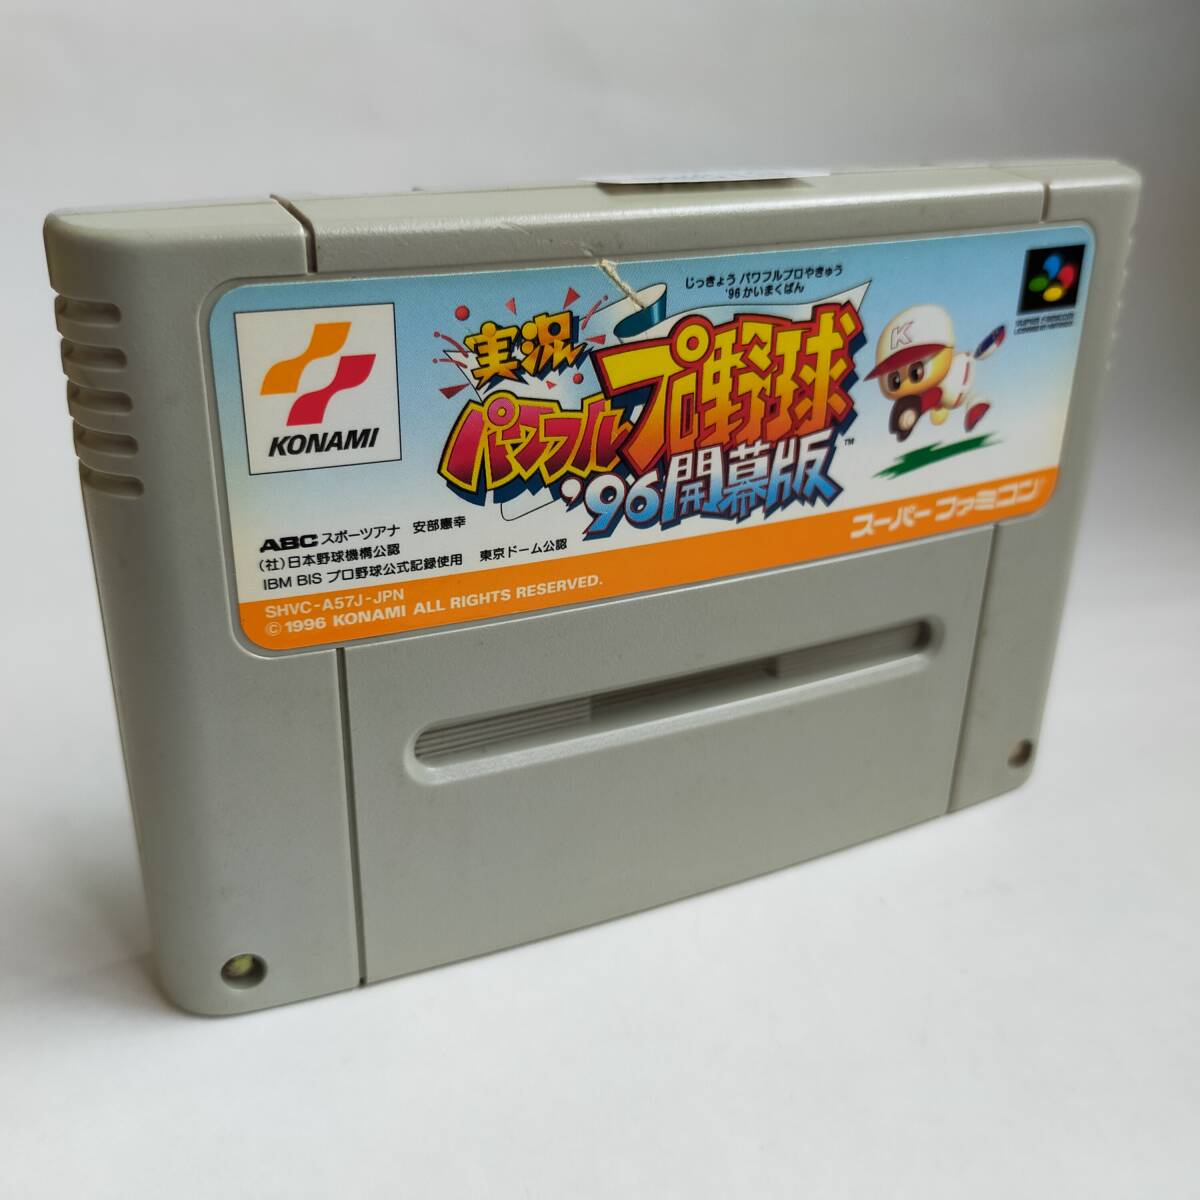 じっきょう パワフルプロやきゅう
'96 かいまくばん
実況
パワフルプロ野球
'96開幕版™
KONAMI
K
SUPER FAMICOM
ABC スポーツアナ 安部憲幸
(社)日本野球機構公認
IBM BIS プロ野球公式記録使用 東京ドーム公認
スーパー ファミコン
SHVC-A57J-JPN
© 1996 KONAMI ALL RIGHTS RESERVED.